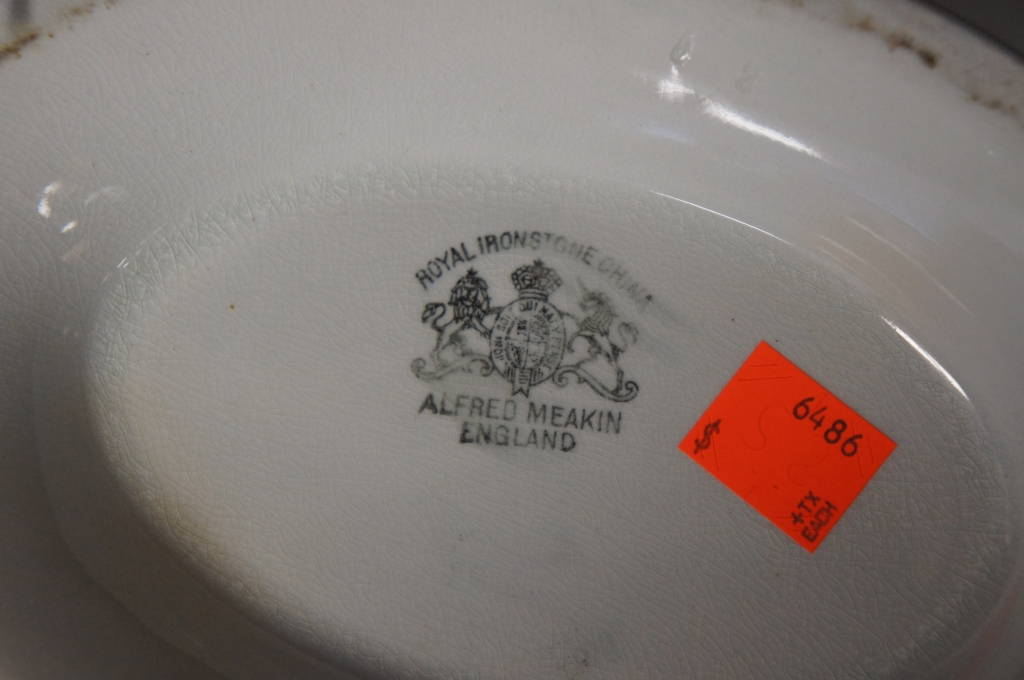 ROYAL IRONSTONE CHINA
ALFRED MEAKIN
ENGLAND
6486
$
+TX
EACH